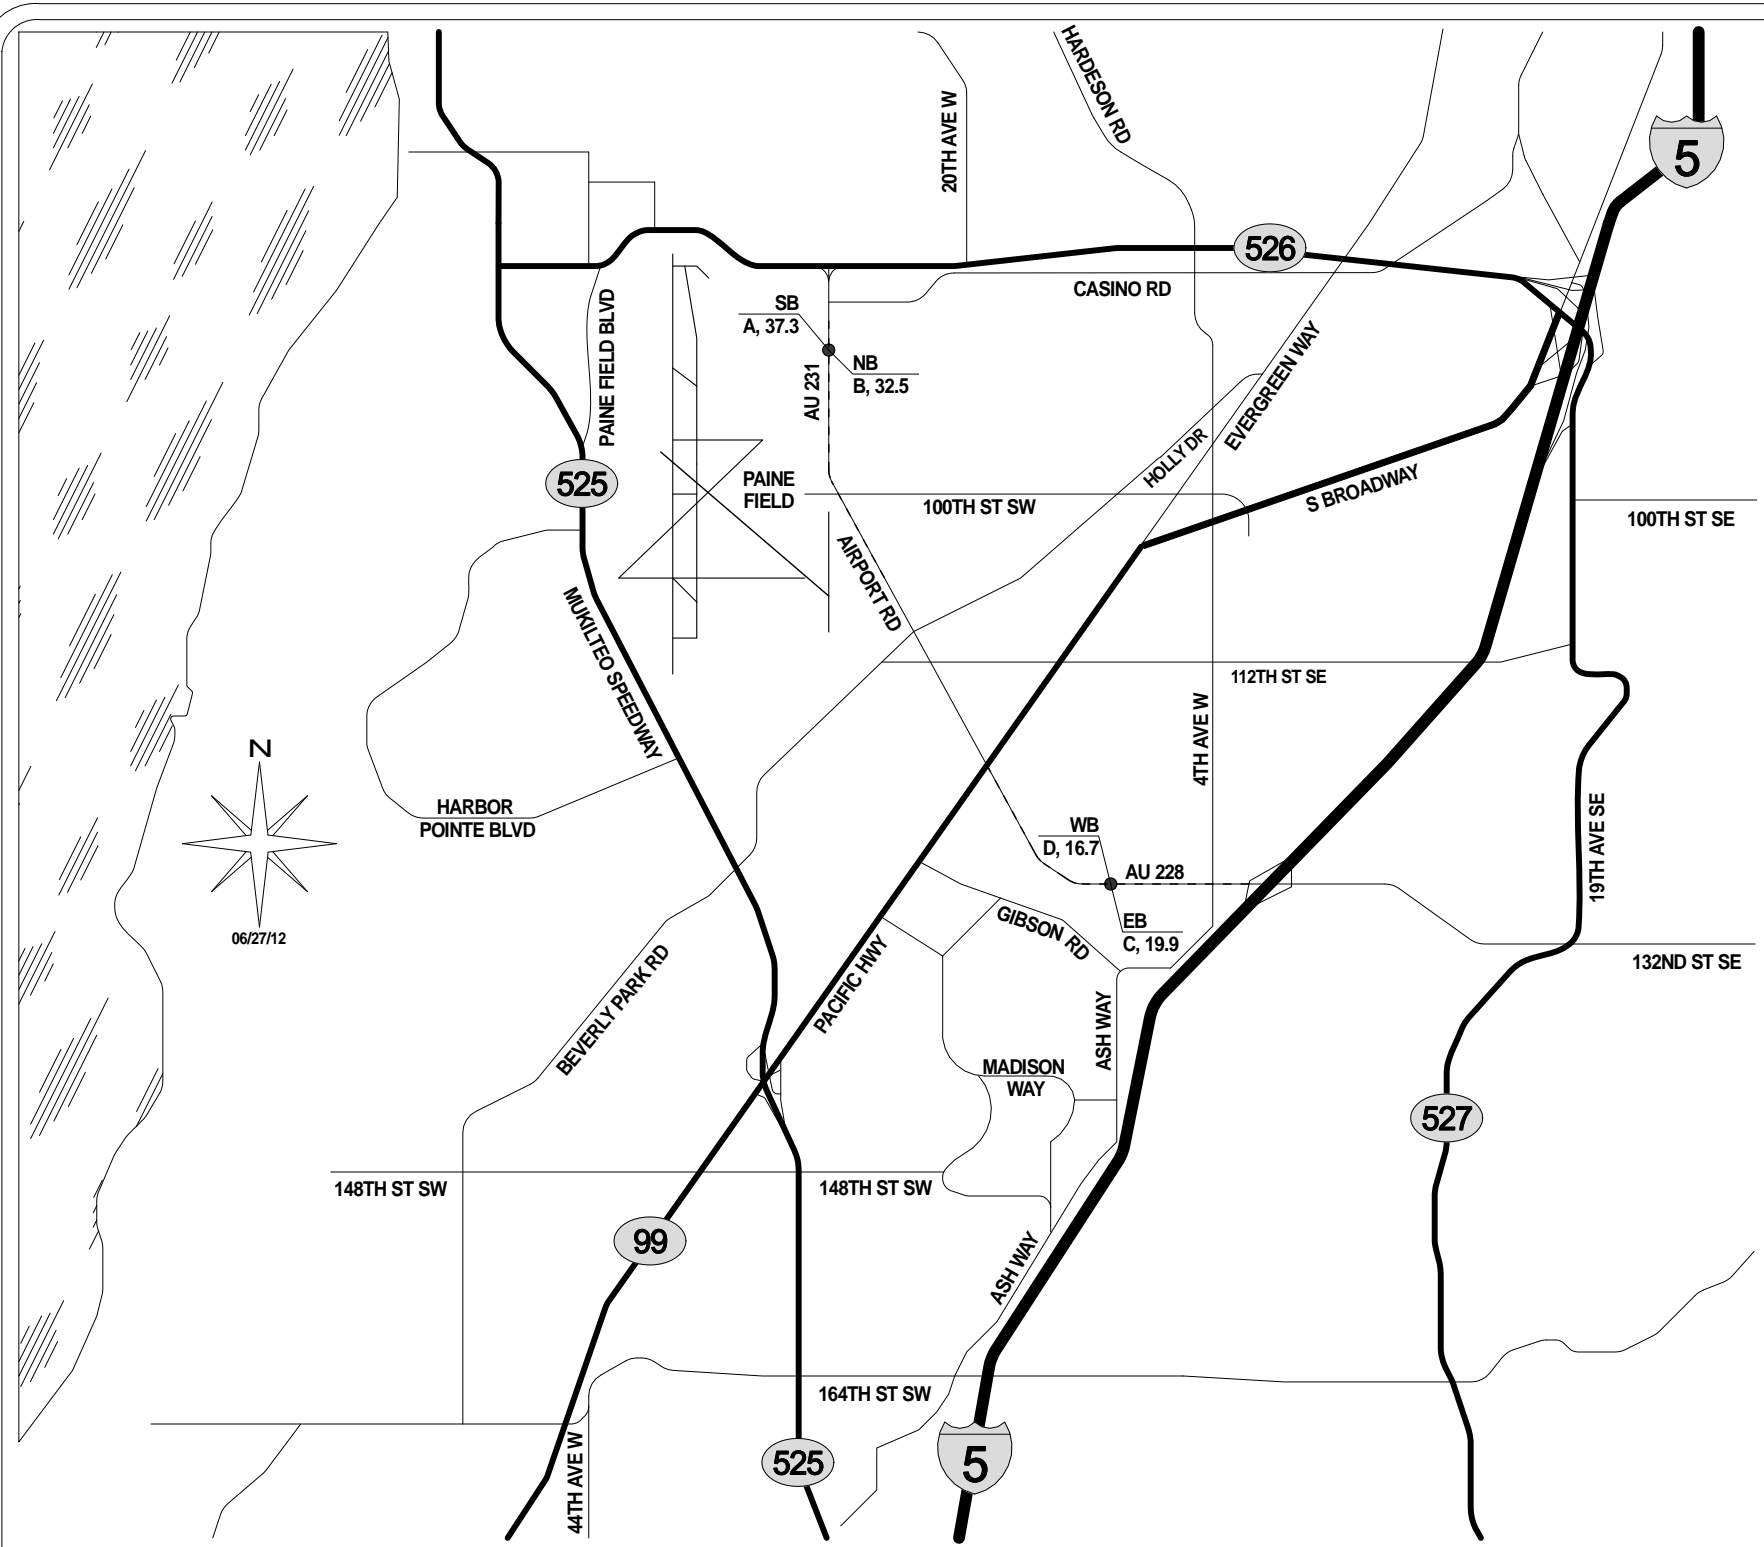 HARDESON RD
20TH AVE W
5
526
CASINO RD
SB
A, 37.3
NB
B, 32.5
AU 231
PAINE FIELD BLVD
EVERGREEN WAY
HOLLY DR
S BROADWAY
525
PAINE
FIELD
100TH ST SW
100TH ST SE
AIRPORT RD
MUKILTEO SPEEDWAY
112TH ST SE
4TH AVE W
N
06/27/12
HARBOR
POINTE BLVD
WB
D, 16.7
AU 228
EB
C, 19.9
19TH AVE SE
GIBSON RD
132ND ST SE
PACIFIC HWY
BEVERLY PARK RD
ASH WAY
MADISON
WAY
527
148TH ST SW
148TH ST SW
99
ASH WAY
164TH ST SW
44TH AVE W
525
5